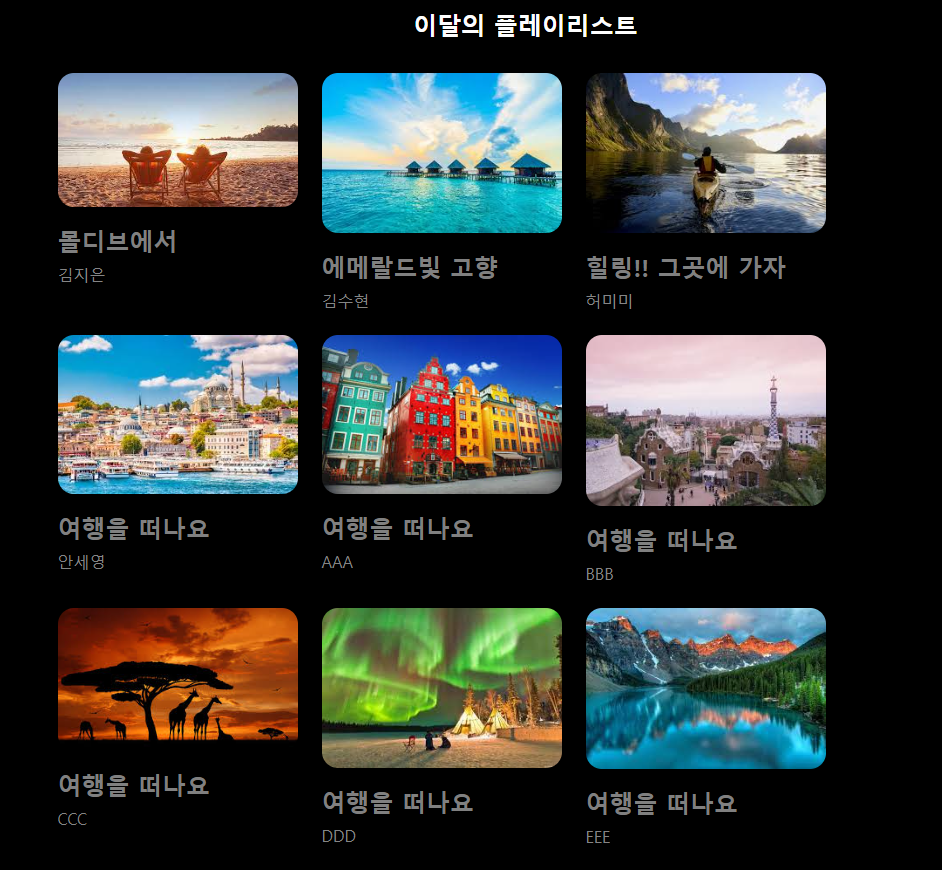 이달의 플레이리스트
몰디브에서
김지은
에메랄드빛 고향
김수현
힐링!! 그곳에 가자
허미미
여행을 떠나요
안세영
여행을 떠나요
AAA
여행을 떠나요
BBB
여행을 떠나요
CCC
여행을 떠나요
DDD
여행을 떠나요
EEE